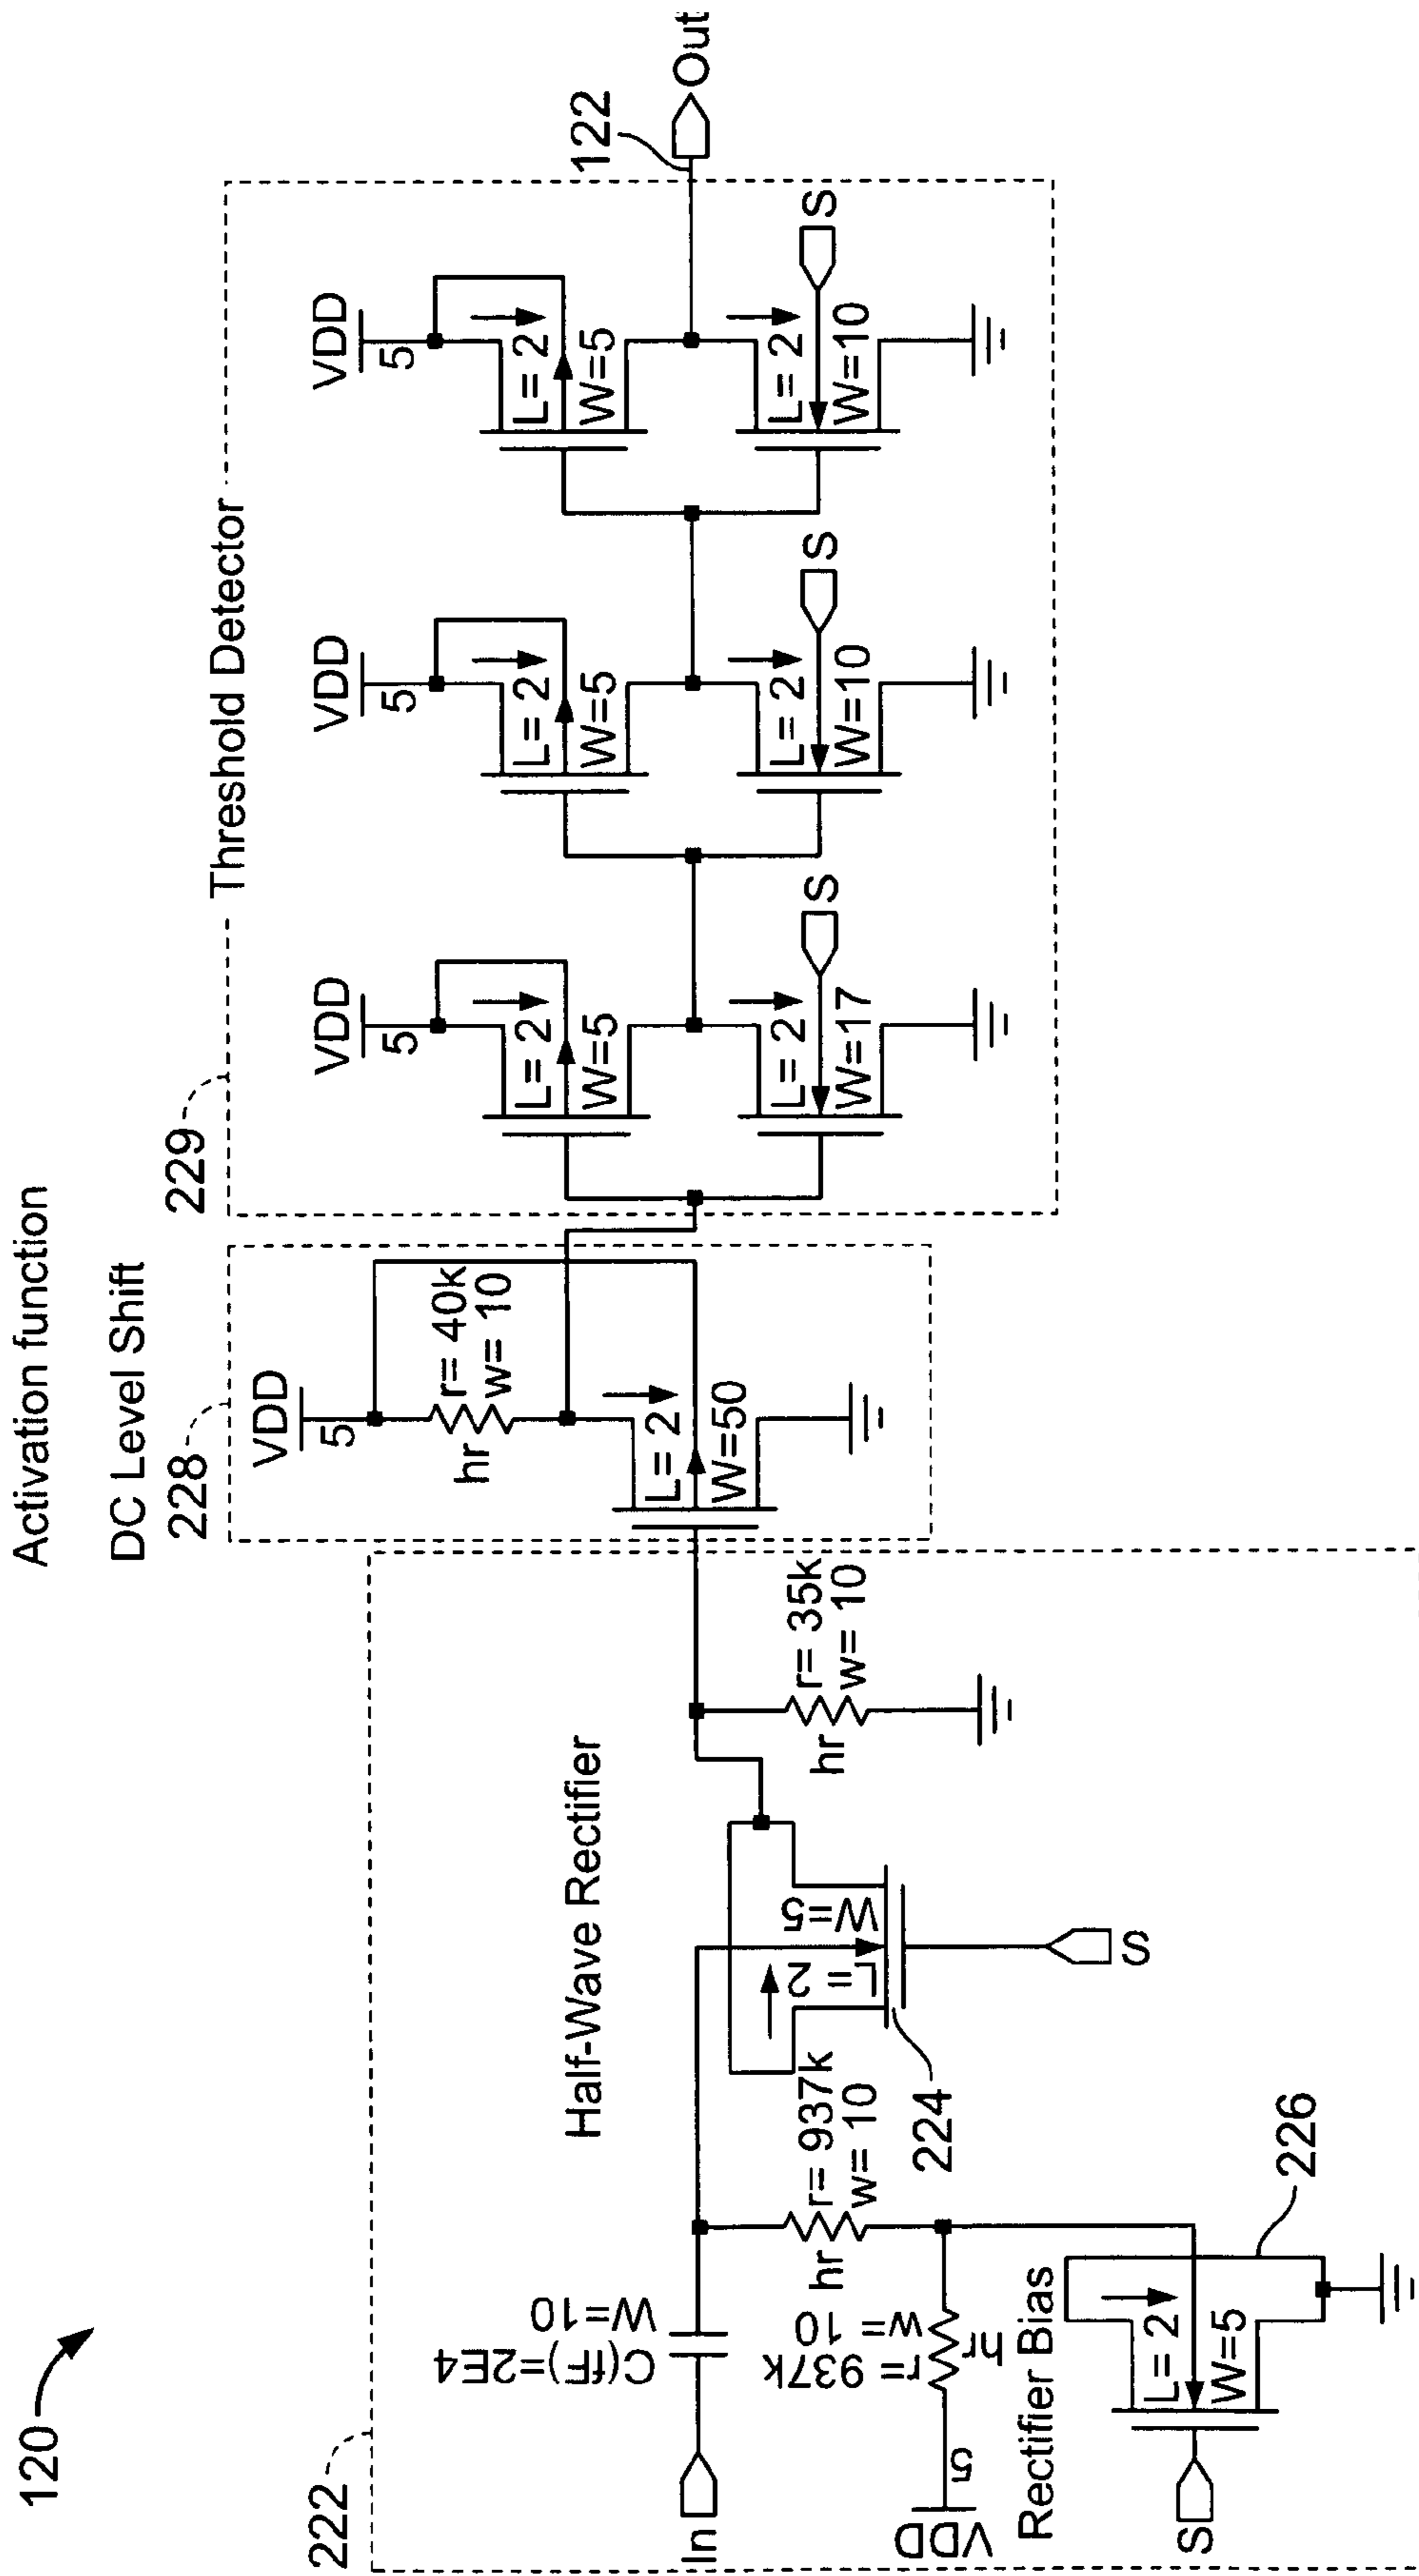 Activation function
120
222
Half-Wave Rectifier
In
C(fF)=2E4
W=10
r= 937k
w= 10
hr
r= 937k
w= 10
hr
VDD
5
Rectifier Bias
L= 2
W=5
S
226
224
L= 2
W=5
S
r= 35k
w= 10
hr
DC Level Shift
228
VDD
5
r= 40k
w= 10
hr
L= 2
W=50
229
Threshold Detector
VDD
5
L= 2
W=5
L= 2
W=17
S
VDD
5
L= 2
W=5
L= 2
W=10
S
VDD
5
L= 2
W=5
L= 2
W=10
S
122
Out